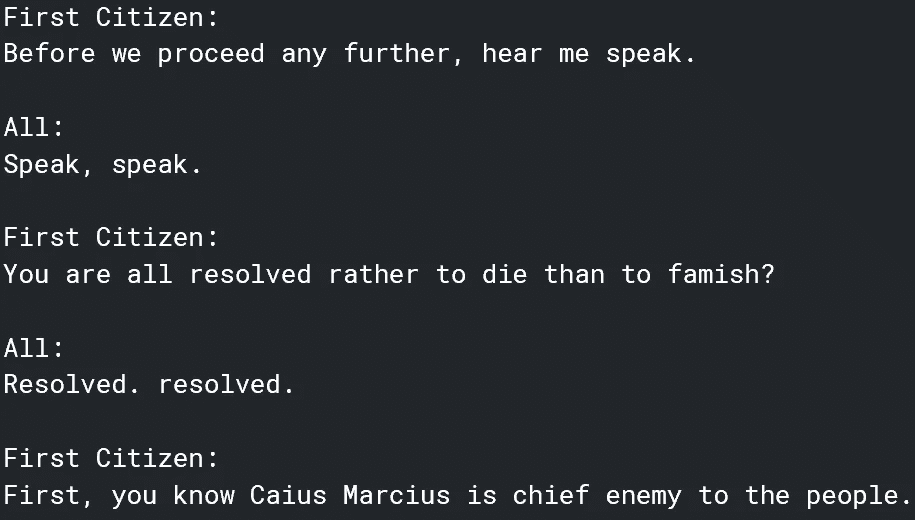 First Citizen:
Before we proceed any further, hear me speak.
All:
Speak, speak.
First Citizen:
You are all resolved rather to die than to famish?
All:
Resolved. resolved.
First Citizen:
First, you know Caius Marcius is chief enemy to the people.